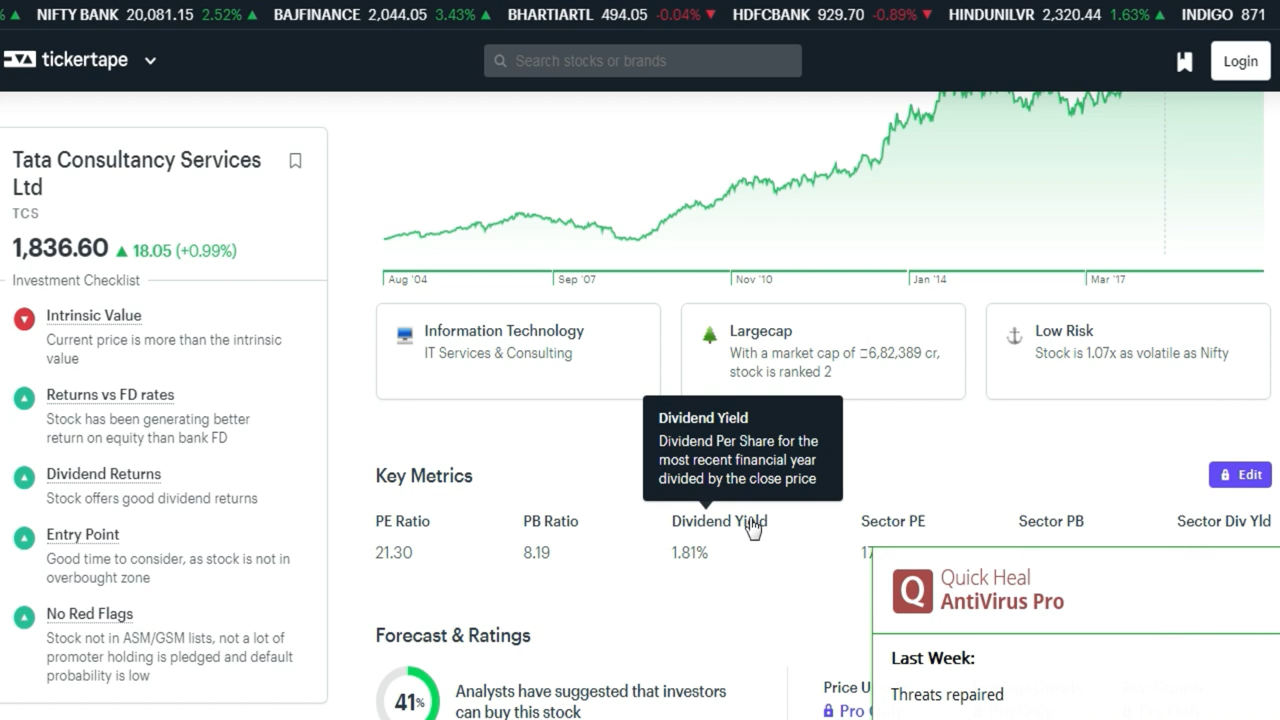 % ▲ NIFTY BANK 20,081.15 2.52% ▲ BAJFINANCE 2,044.05 3.43% ▲ BHARTIARTL 494.05 -0.04% ▼ HDFCBANK 929.70 -0.89% ▼ HINDUNILVR 2,320.44 1.63% ▲ INDIGO 871
tickertape
Search stocks or brands
Login
Tata Consultancy Services
Ltd
TCS
1,836.60 ▲ 18.05 (+0.99%)
Investment Checklist
Intrinsic Value
Current price is more than the intrinsic
value
Returns vs FD rates
Stock has been generating better
return on equity than bank FD
Dividend Returns
Stock offers good dividend returns
Entry Point
Good time to consider, as stock is not in
overbought zone
No Red Flags
Stock not in ASM/GSM lists, not a lot of
promoter holding is pledged and default
probability is low
Aug '04 Sep '07 Nov '10 Jan '14 Mar '17
Information Technology
IT Services & Consulting
Largecap
With a market cap of ₹6,82,389 cr,
stock is ranked 2
Low Risk
Stock is 1.07x as volatile as Nifty
Dividend Yield
Dividend Per Share for the
most recent financial year
divided by the close price
Key Metrics
Edit
PE Ratio PB Ratio Dividend Yield Sector PE Sector PB Sector Div Yld
21.30 8.19 1.81% 17
Forecast & Ratings
41%
Analysts have suggested that investors
can buy this stock
Price U
Pro
Quick Heal
AntiVirus Pro
Last Week:
Threats repaired